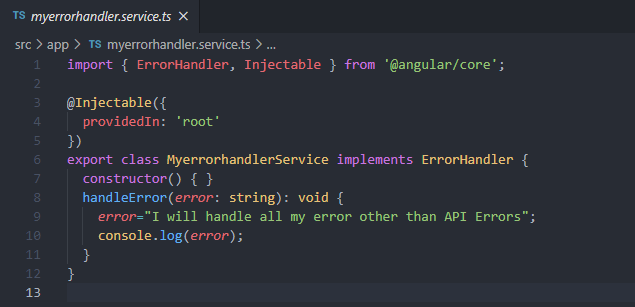 TS myerrorhandler.service.ts ×
src > app > TS myerrorhandler.service.ts > ...
1 import { ErrorHandler, Injectable } from '@angular/core';
2
3 @Injectable({
4   providedIn: 'root'
5 })
6 export class MyerrorhandlerService implements ErrorHandler {
7   constructor() { }
8   handleError(error: string): void {
9     error="I will handle all my error other than API Errors";
10     console.log(error);
11   }
12 }
13